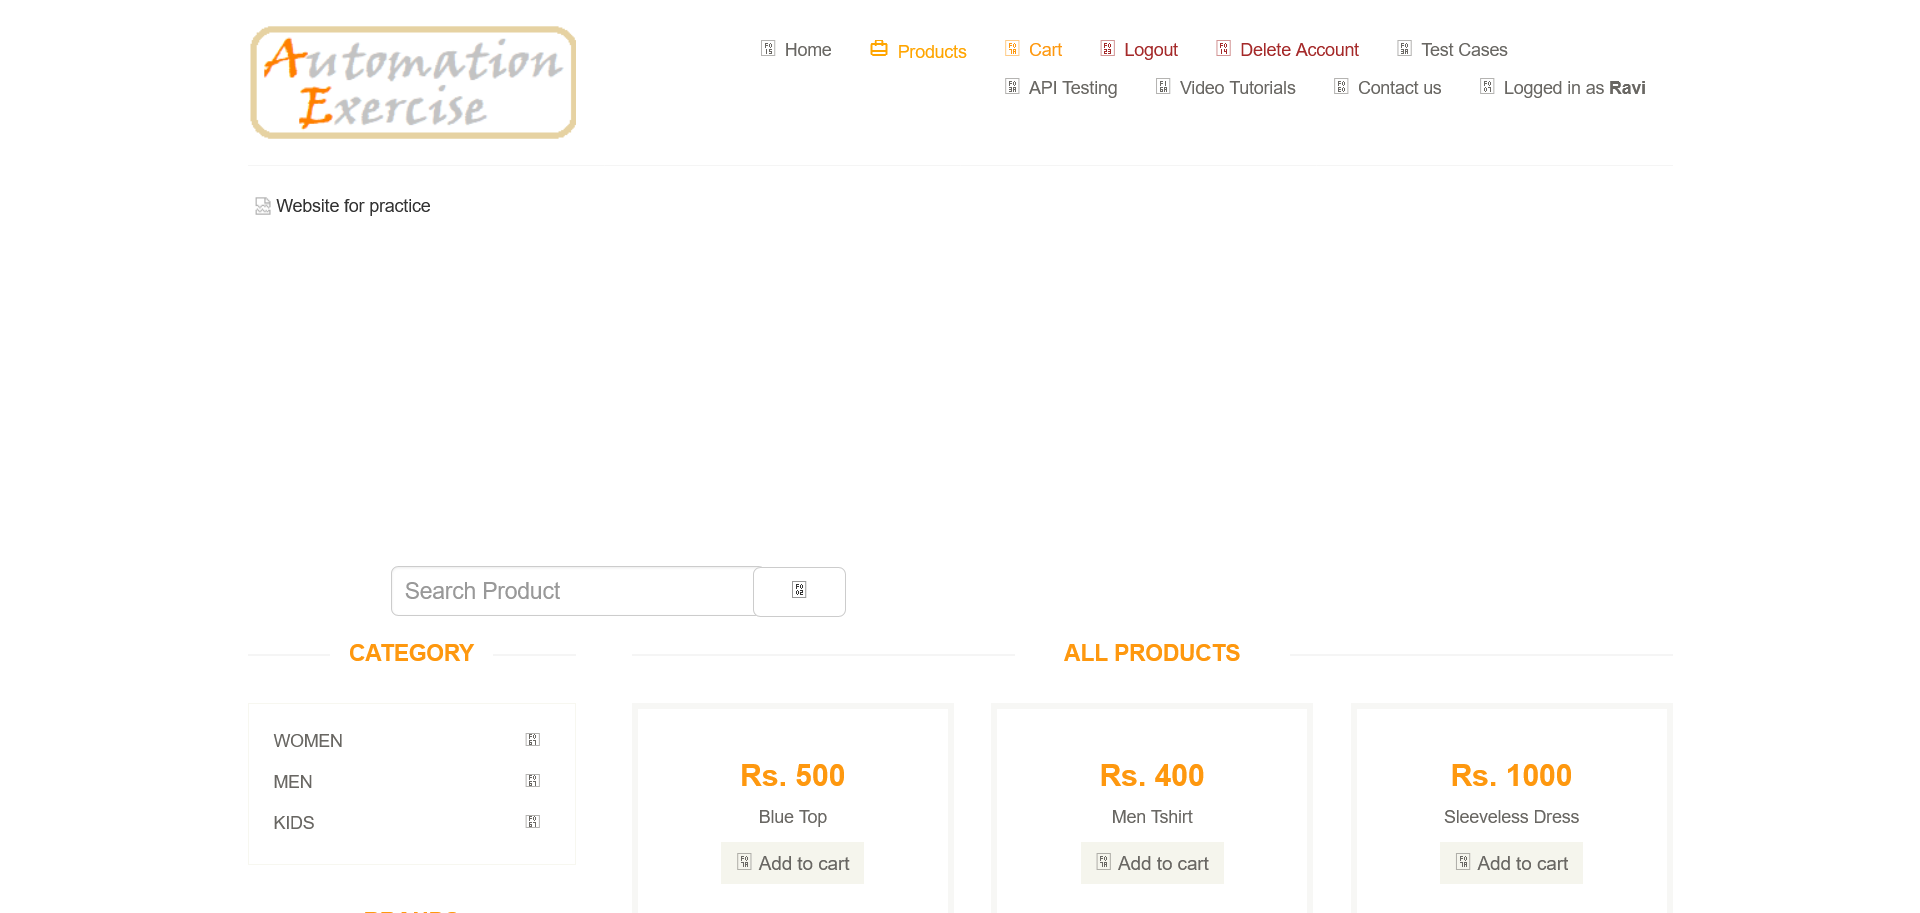 Automation
Exercise
Home Products Cart Logout Delete Account Test Cases
API Testing Video Tutorials Contact us Logged in as Ravi
Website for practice
Search Product
CATEGORY
ALL PRODUCTS
WOMEN
MEN
KIDS
Rs. 500
Blue Top
Add to cart
Rs. 400
Men Tshirt
Add to cart
Rs. 1000
Sleeveless Dress
Add to cart